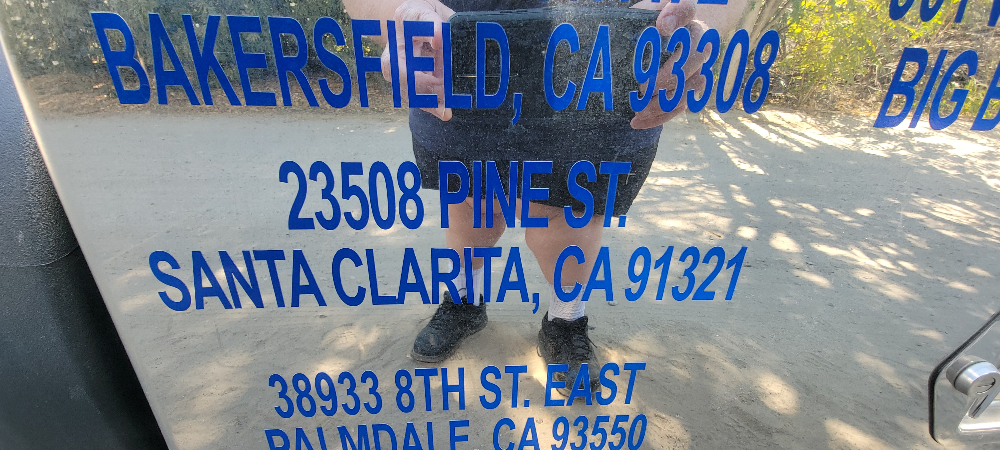 BAKERSFIELD, CA 93308
BIG
23508 PINE ST.
SANTA CLARITA, CA 91321
38933 8TH ST. EAST
PALMDALE, CA 93550